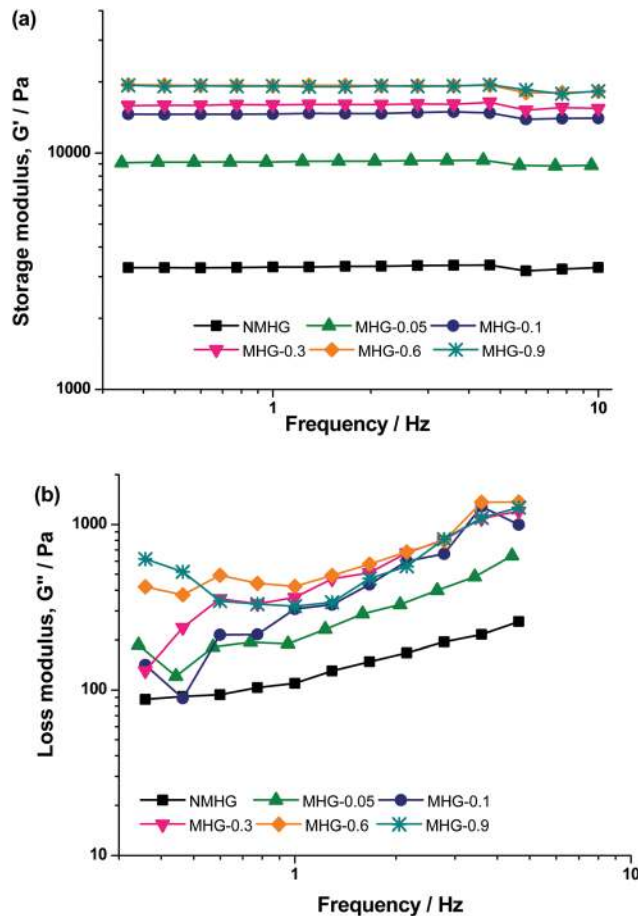 (a)
Storage modulus, G' / Pa
10000
1000
NMHG MHG-0.05 MHG-0.1
MHG-0.3 MHG-0.6 MHG-0.9
1 10
Frequency / Hz
(b)
Loss modulus, G" / Pa
1000
100
10
NMHG MHG-0.05 MHG-0.1
MHG-0.3 MHG-0.6 MHG-0.9
1 10
Frequency / Hz